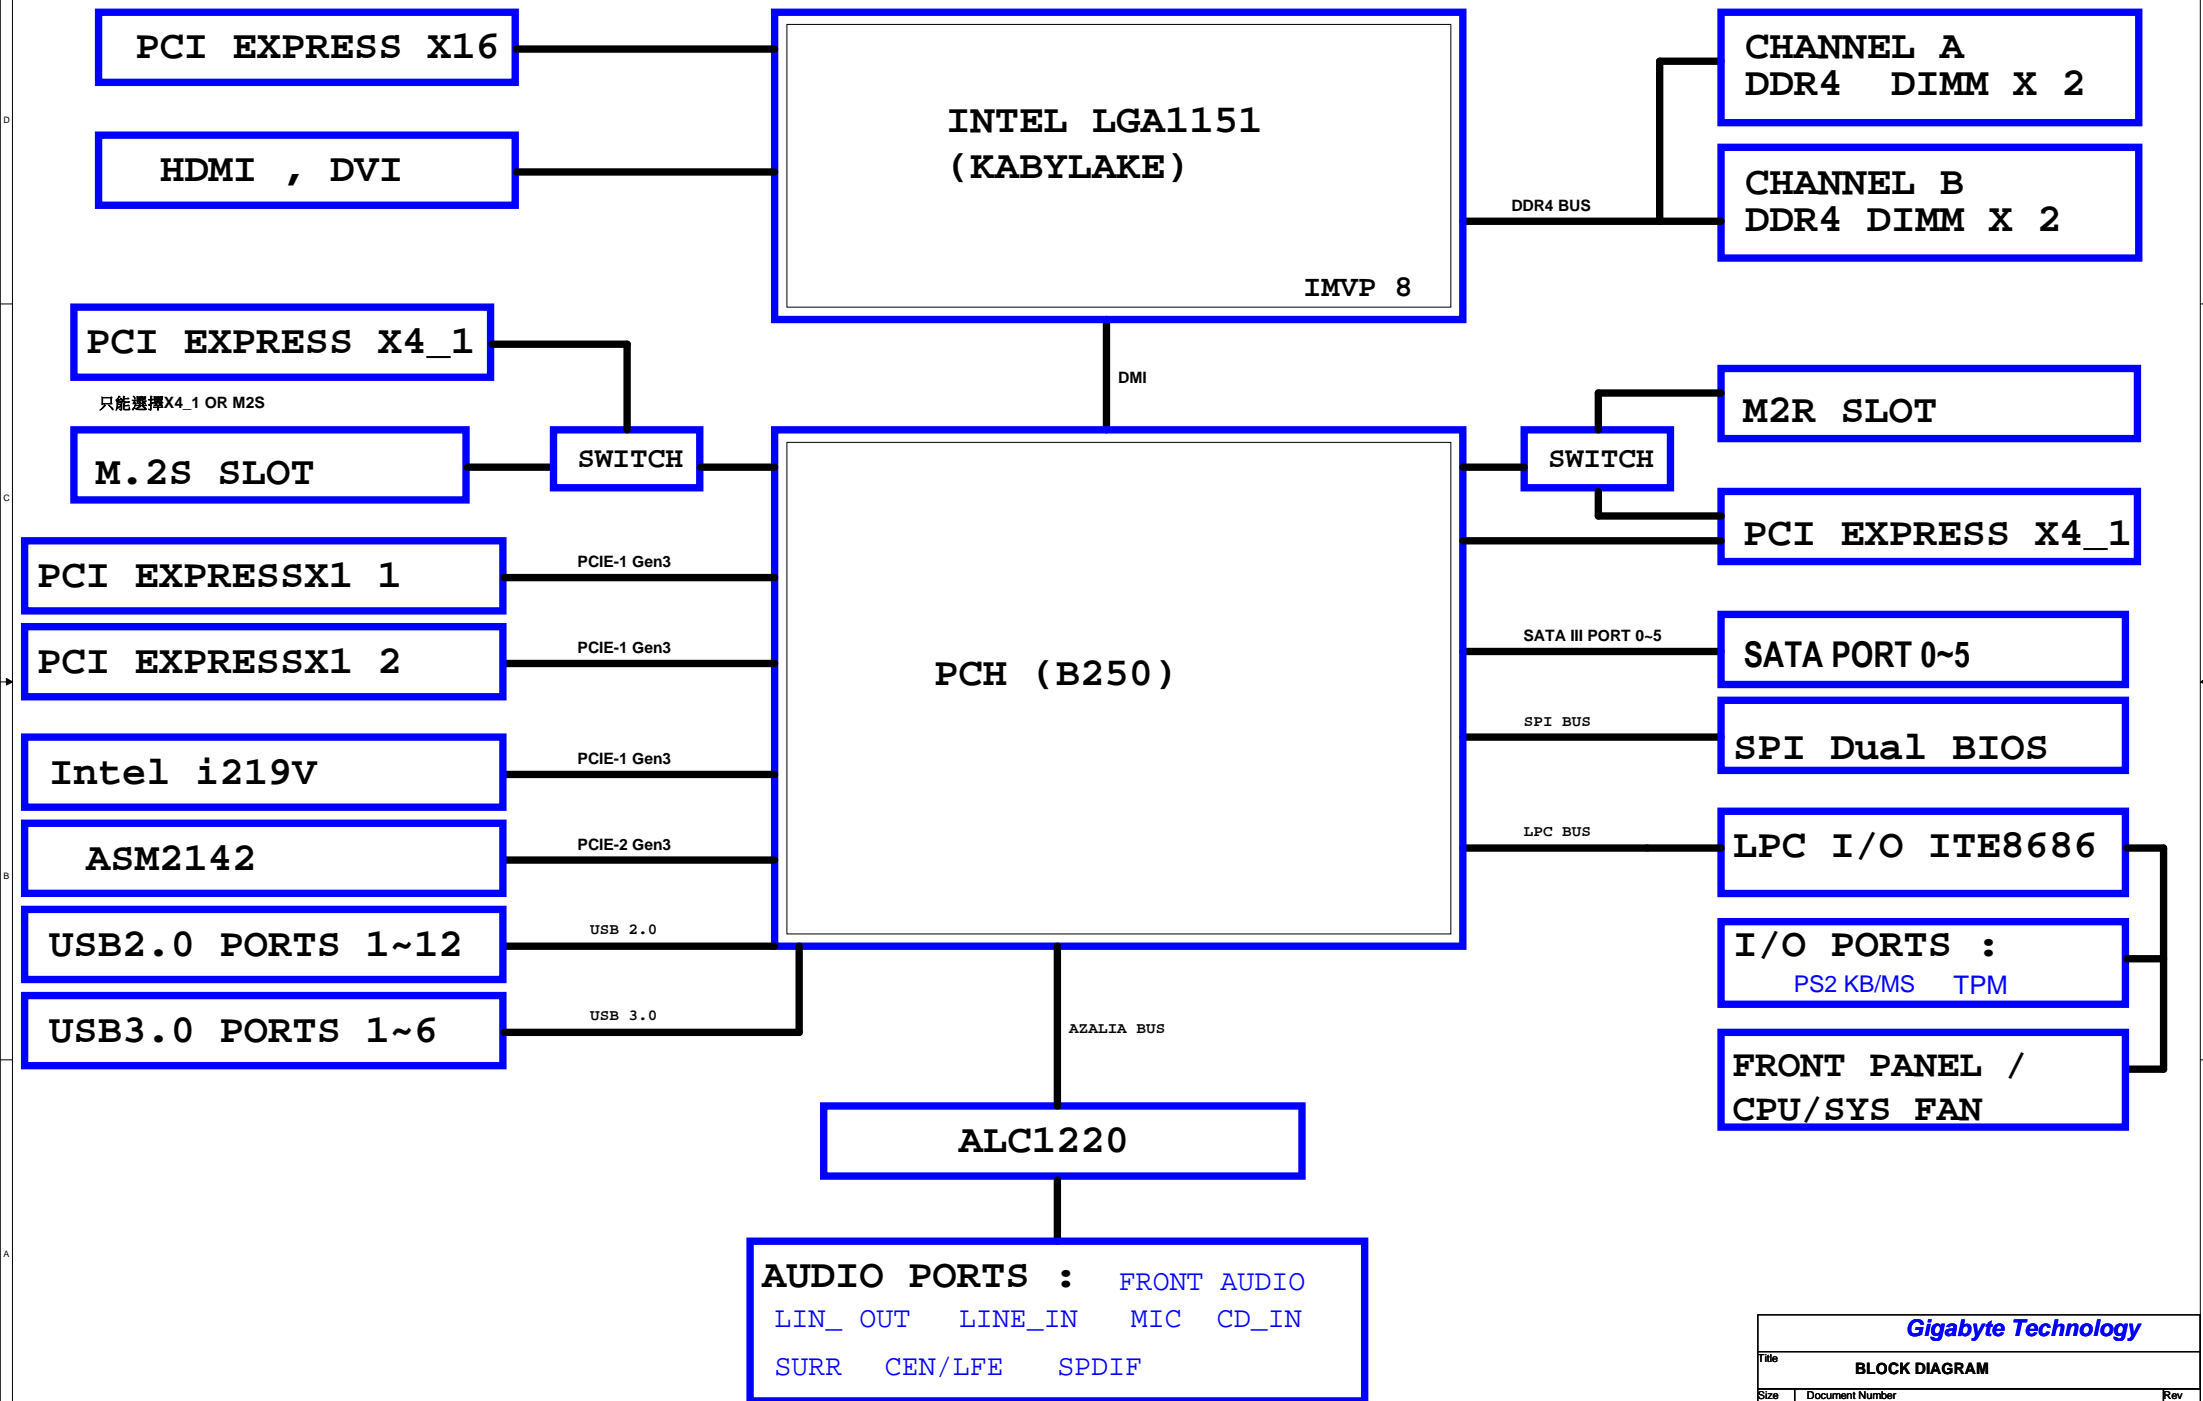 PCI EXPRESS X16
HDMI , DVI
INTEL LGA1151
(KABYLAKE)
IMVP 8
DDR4 BUS
CHANNEL A
DDR4 DIMM X 2
CHANNEL B
DDR4 DIMM X 2
DMI
PCI EXPRESS X4_1
只能選擇X4_1 OR M2S
M.2S SLOT
SWITCH
SWITCH
M2R SLOT
PCI EXPRESS X4_1
PCI EXPRESSX1 1
PCIE-1 Gen3
PCI EXPRESSX1 2
PCIE-1 Gen3
Intel i219V
PCIE-1 Gen3
ASM2142
PCIE-2 Gen3
USB2.0 PORTS 1~12
USB 2.0
USB3.0 PORTS 1~6
USB 3.0
PCH (B250)
SATA III PORT 0~5
SATA PORT 0~5
SPI BUS
SPI Dual BIOS
LPC BUS
LPC I/O ITE8686
I/O PORTS :
PS2 KB/MS TPM
FRONT PANEL /
CPU/SYS FAN
AZALIA BUS
ALC1220
AUDIO PORTS : FRONT AUDIO
LIN_ OUT LINE_IN MIC CD_IN
SURR CEN/LFE SPDIF
D
C
B
A
Gigabyte Technology
Title
BLOCK DIAGRAM
Size Document Number Rev